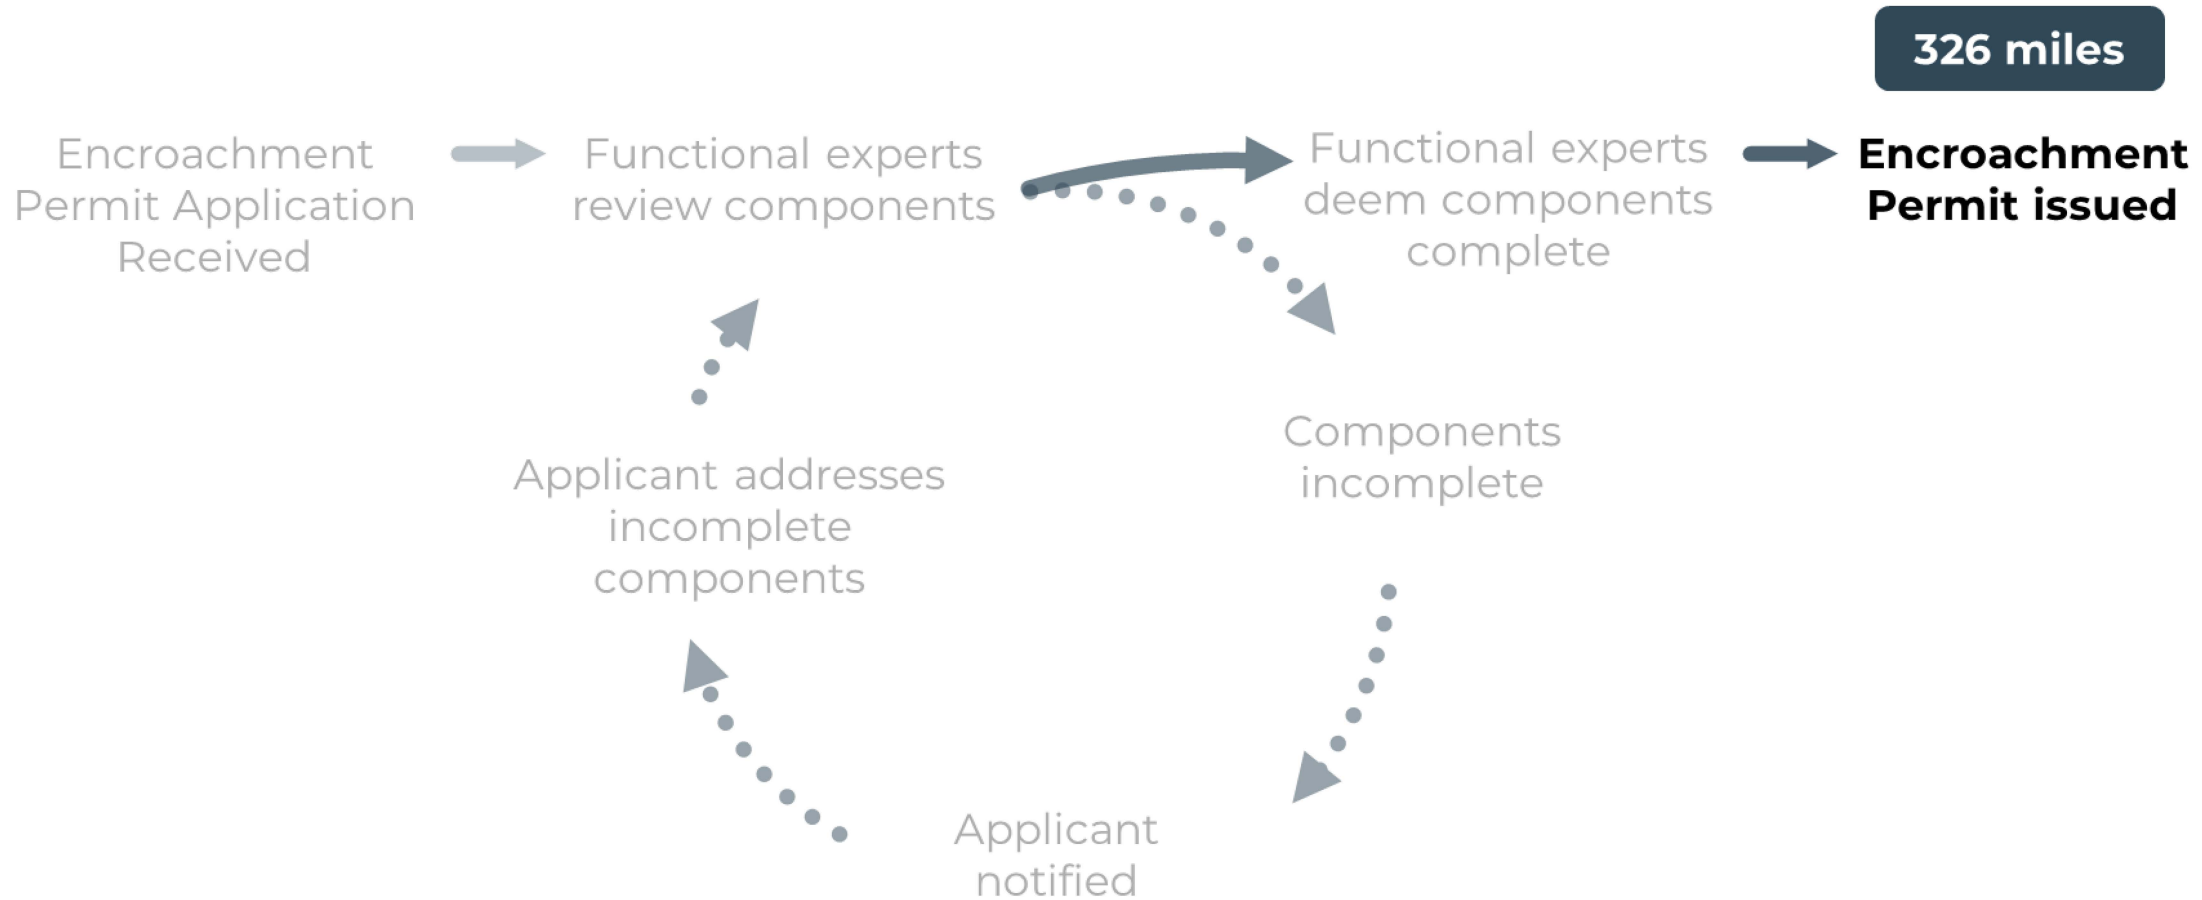 326 miles
Encroachment
Permit Application
Received
Functional experts
review components
Functional experts
deem components
complete
Encroachment
Permit issued
Components
incomplete
Applicant
notified
Applicant addresses
incomplete
components